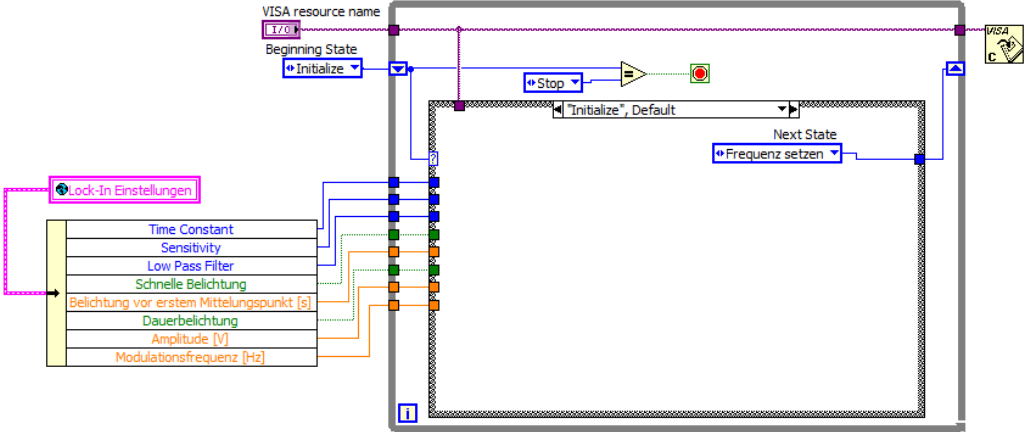 VISA resource name
I/O
VISA
C
Beginning State
Initialize
Stop
=
"Initialize", Default
Next State
Frequenz setzen
?
Lock-In Einstellungen
Time Constant
Sensitivity
Low Pass Filter
Schnelle Belichtung
Belichtung vor erstem Mittelungspunkt [s]
Dauerbelichtung
Amplitude [V]
Modulationsfrequenz [Hz]
i